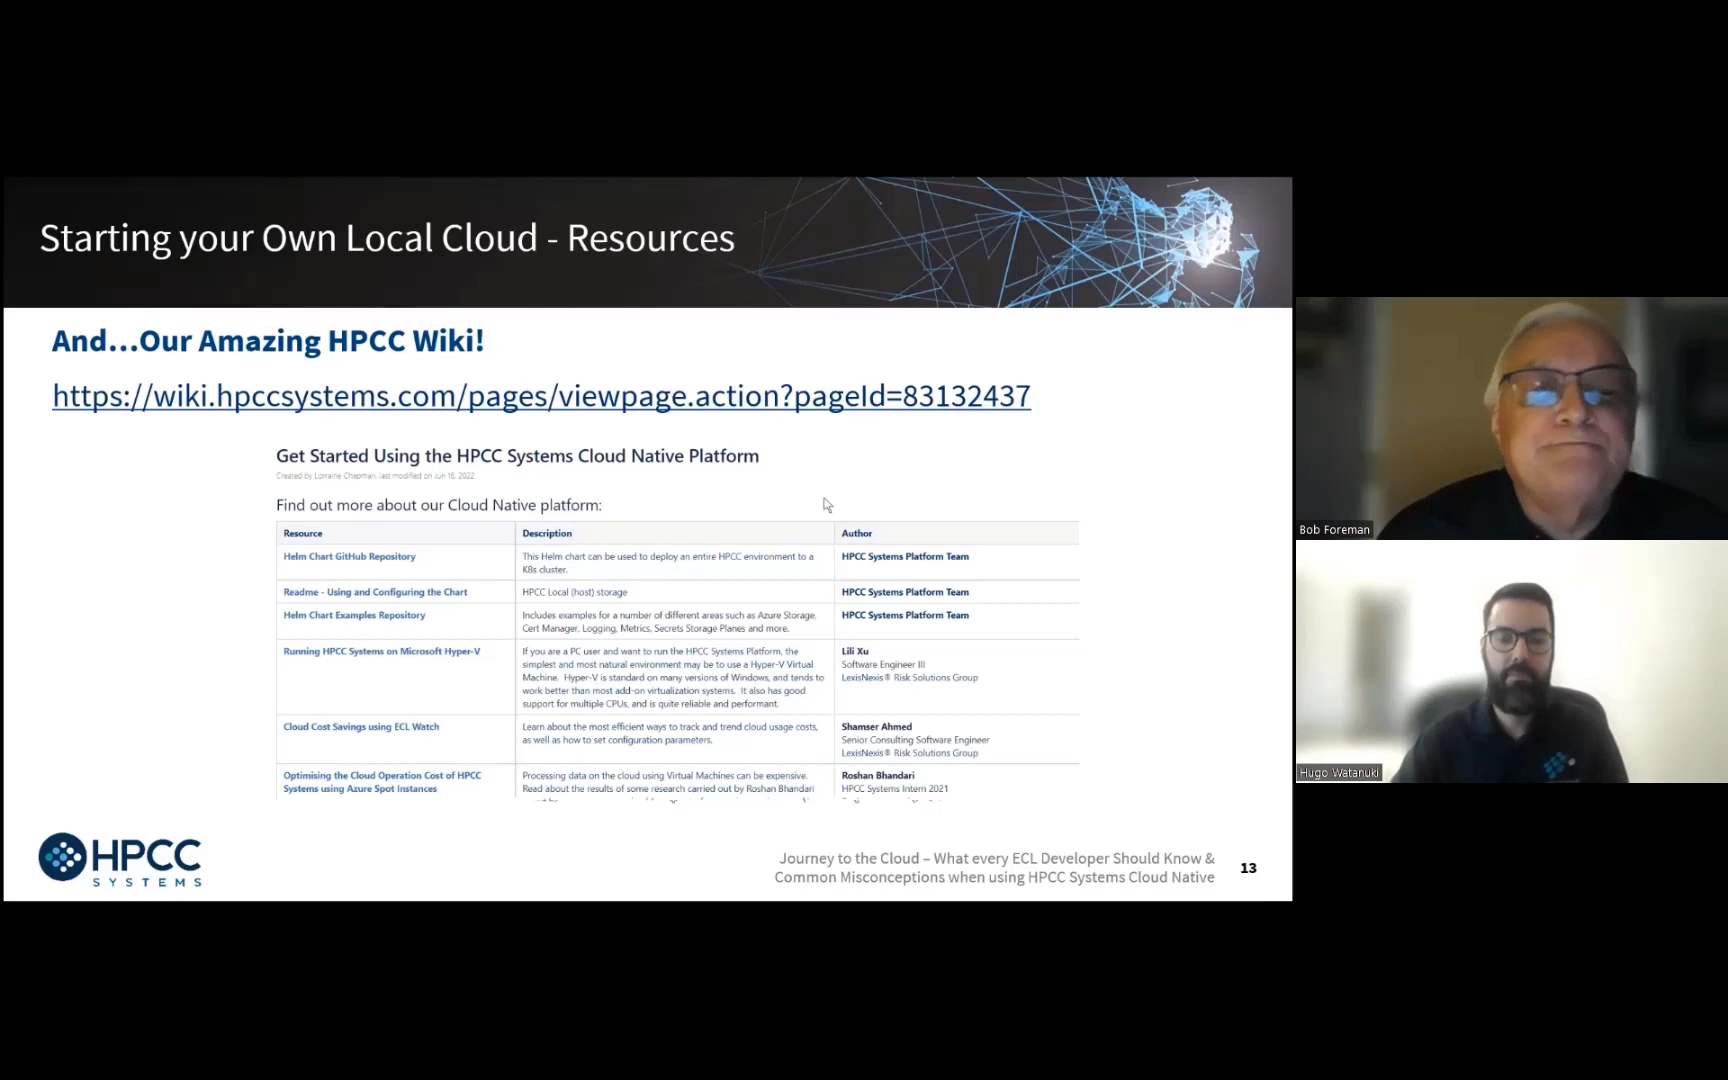 Starting your Own Local Cloud - Resources
And...Our Amazing HPCC Wiki!
https://wiki.hpccsystems.com/pages/viewpage.action?pageId=83132437
Get Started Using the HPCC Systems Cloud Native Platform
Created by Lorraine Chapman, last modified on Jun 16, 2022
Find out more about our Cloud Native platform:
Resource
Description
Author
Helm Chart GitHub Repository
This Helm chart can be used to deploy an entire HPCC environment to a
K8s cluster.
HPCC Systems Platform Team
Readme - Using and Configuring the Chart
HPCC Local (host) storage
HPCC Systems Platform Team
Helm Chart Examples Repository
Includes examples for a number of different areas such as Azure Storage,
Cert Manager, Logging, Metrics, Secrets Storage Planes and more.
HPCC Systems Platform Team
Running HPCC Systems on Microsoft Hyper-V
If you are a PC user and want to run the HPCC Systems Platform, the
simplest and most natural environment may be to use a Hyper-V Virtual
Machine. Hyper-V is standard on many versions of Windows, and tends to
work better than most add-on virtualization systems. It also has good
support for multiple CPUs, and is quite reliable and performant.
Lili Xu
Software Engineer III
LexisNexis® Risk Solutions Group
Cloud Cost Savings using ECL Watch
Learn about the most efficient ways to track and trend cloud usage costs,
as well as how to set configuration parameters.
Shamser Ahmed
Senior Consulting Software Engineer
LexisNexis® Risk Solutions Group
Optimising the Cloud Operation Cost of HPCC
Systems using Azure Spot Instances
Processing data on the cloud using Virtual Machines can be expensive.
Read about the results of some research carried out by Roshan Bhandari
Roshan Bhandari
HPCC Systems Intern 2021
HPCC
SYSTEMS
Journey to the Cloud – What every ECL Developer Should Know &
Common Misconceptions when using HPCC Systems Cloud Native
13
Bob Foreman
Hugo Watanuki